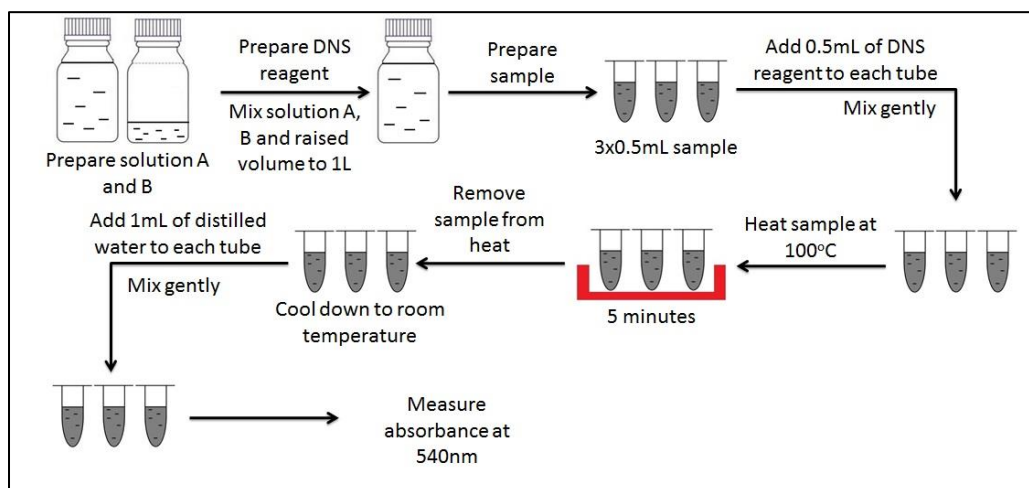 Prepare DNS
reagent
Mix solution A,
B and raised
volume to 1L
Prepare solution A
and B
Prepare
sample
3x0.5mL sample
Add 0.5mL of DNS
reagent to each tube
Mix gently
Heat sample at
100°C
5 minutes
Remove
sample from
heat
Cool down to room
temperature
Add 1mL of distilled
water to each tube
Mix gently
Measure
absorbance at
540nm